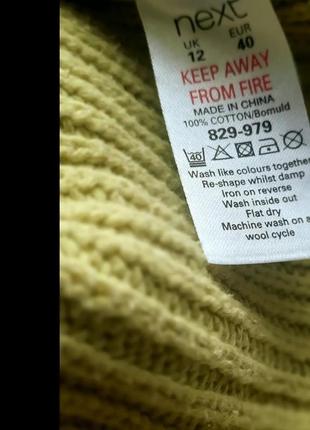 next
UK EUR
12 40
KEEP AWAY
FROM FIRE
MADE IN CHINA
100% COTTON/Bomuld
829-979
40
Wash like colours together
Re-shape whilst damp
Iron on reverse
Wash inside out
Flat dry
Machine wash on a
wool cycle